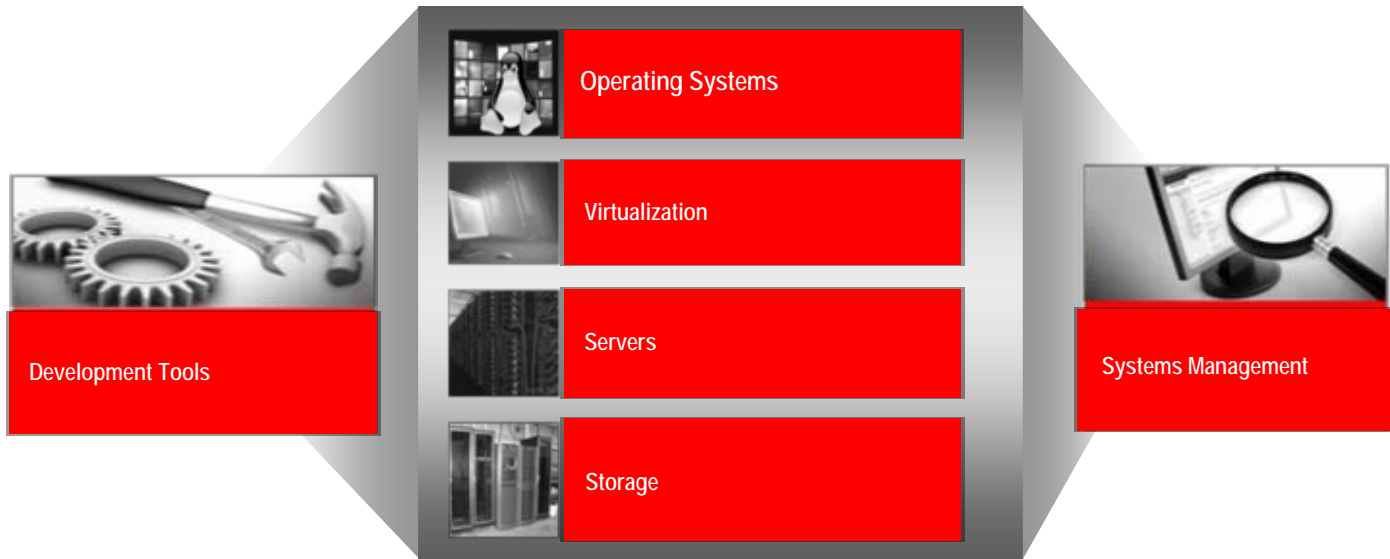 Operating Systems
Virtualization
Servers
Storage
Development Tools
Systems Management